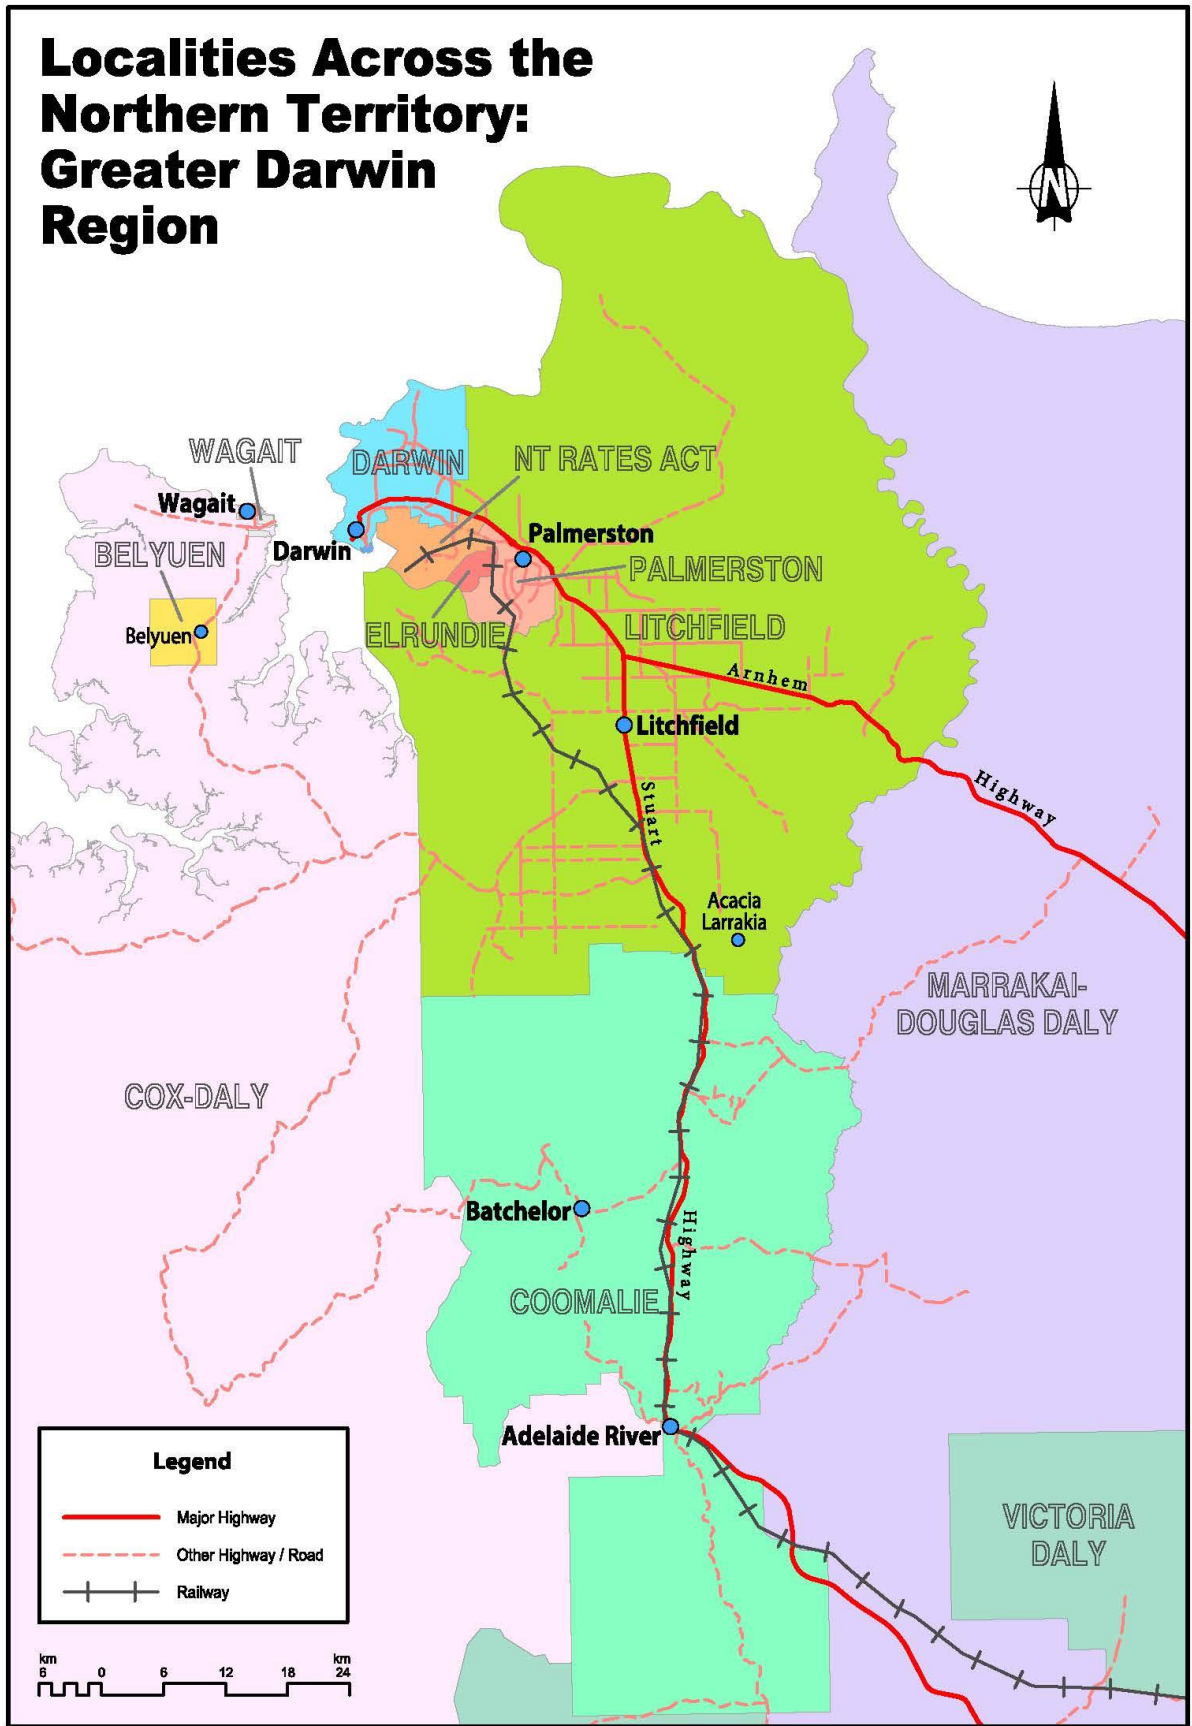 Localities Across the
Northern Territory:
Greater Darwin
Region
N
WAGAIT
DARWIN
NT RATES ACT
Wagait
Darwin
Palmerston
BELYUEN
PALMERSTON
Belyuen
ELRUNDIE
LITCHFIELD
Arnhem
Litchfield
Highway
Stuart
Acacia
Larrakia
MARRAKAI-
DOUGLAS DALY
COX-DALY
Batchelor
Highway
COOMALIE
Adelaide River
Legend
Major Highway
Other Highway / Road
Railway
VICTORIA
DALY
km km
6 0 6 12 18 24